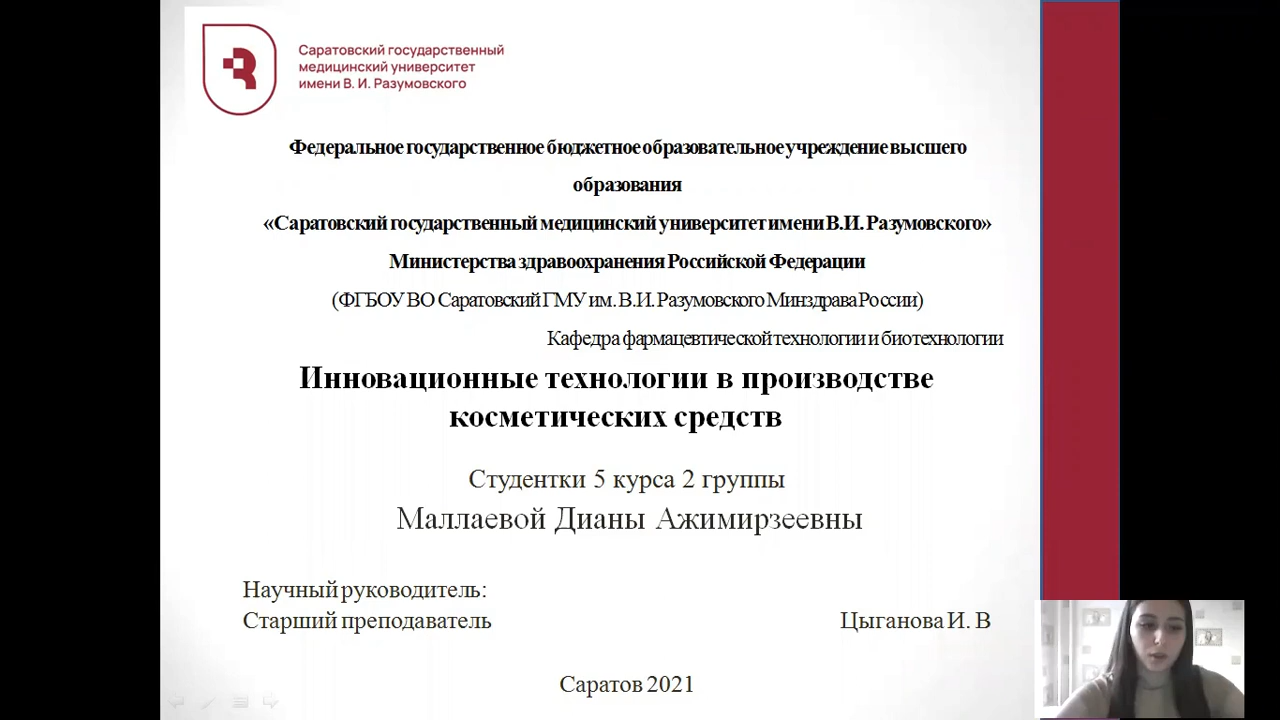 Саратовский государственный
медицинский университет
имени В. И. Разумовского
Федеральное государственное бюджетное образовательное учреждение высшего
образования
«Саратовский государственный медицинский университет имени В.И. Разумовского»
Министерства здравоохранения Российской Федерации
(ФГБОУ ВО Саратовский ГМУ им. В.И. Разумовского Минздрава России)
Кафедра фармацевтической технологии и биотехнологии
Инновационные технологии в производстве
косметических средств
Студентки 5 курса 2 группы
Маллаевой Дианы Ажимирзеевны
Научный руководитель:
Старший преподаватель Цыганова И. В
Саратов 2021